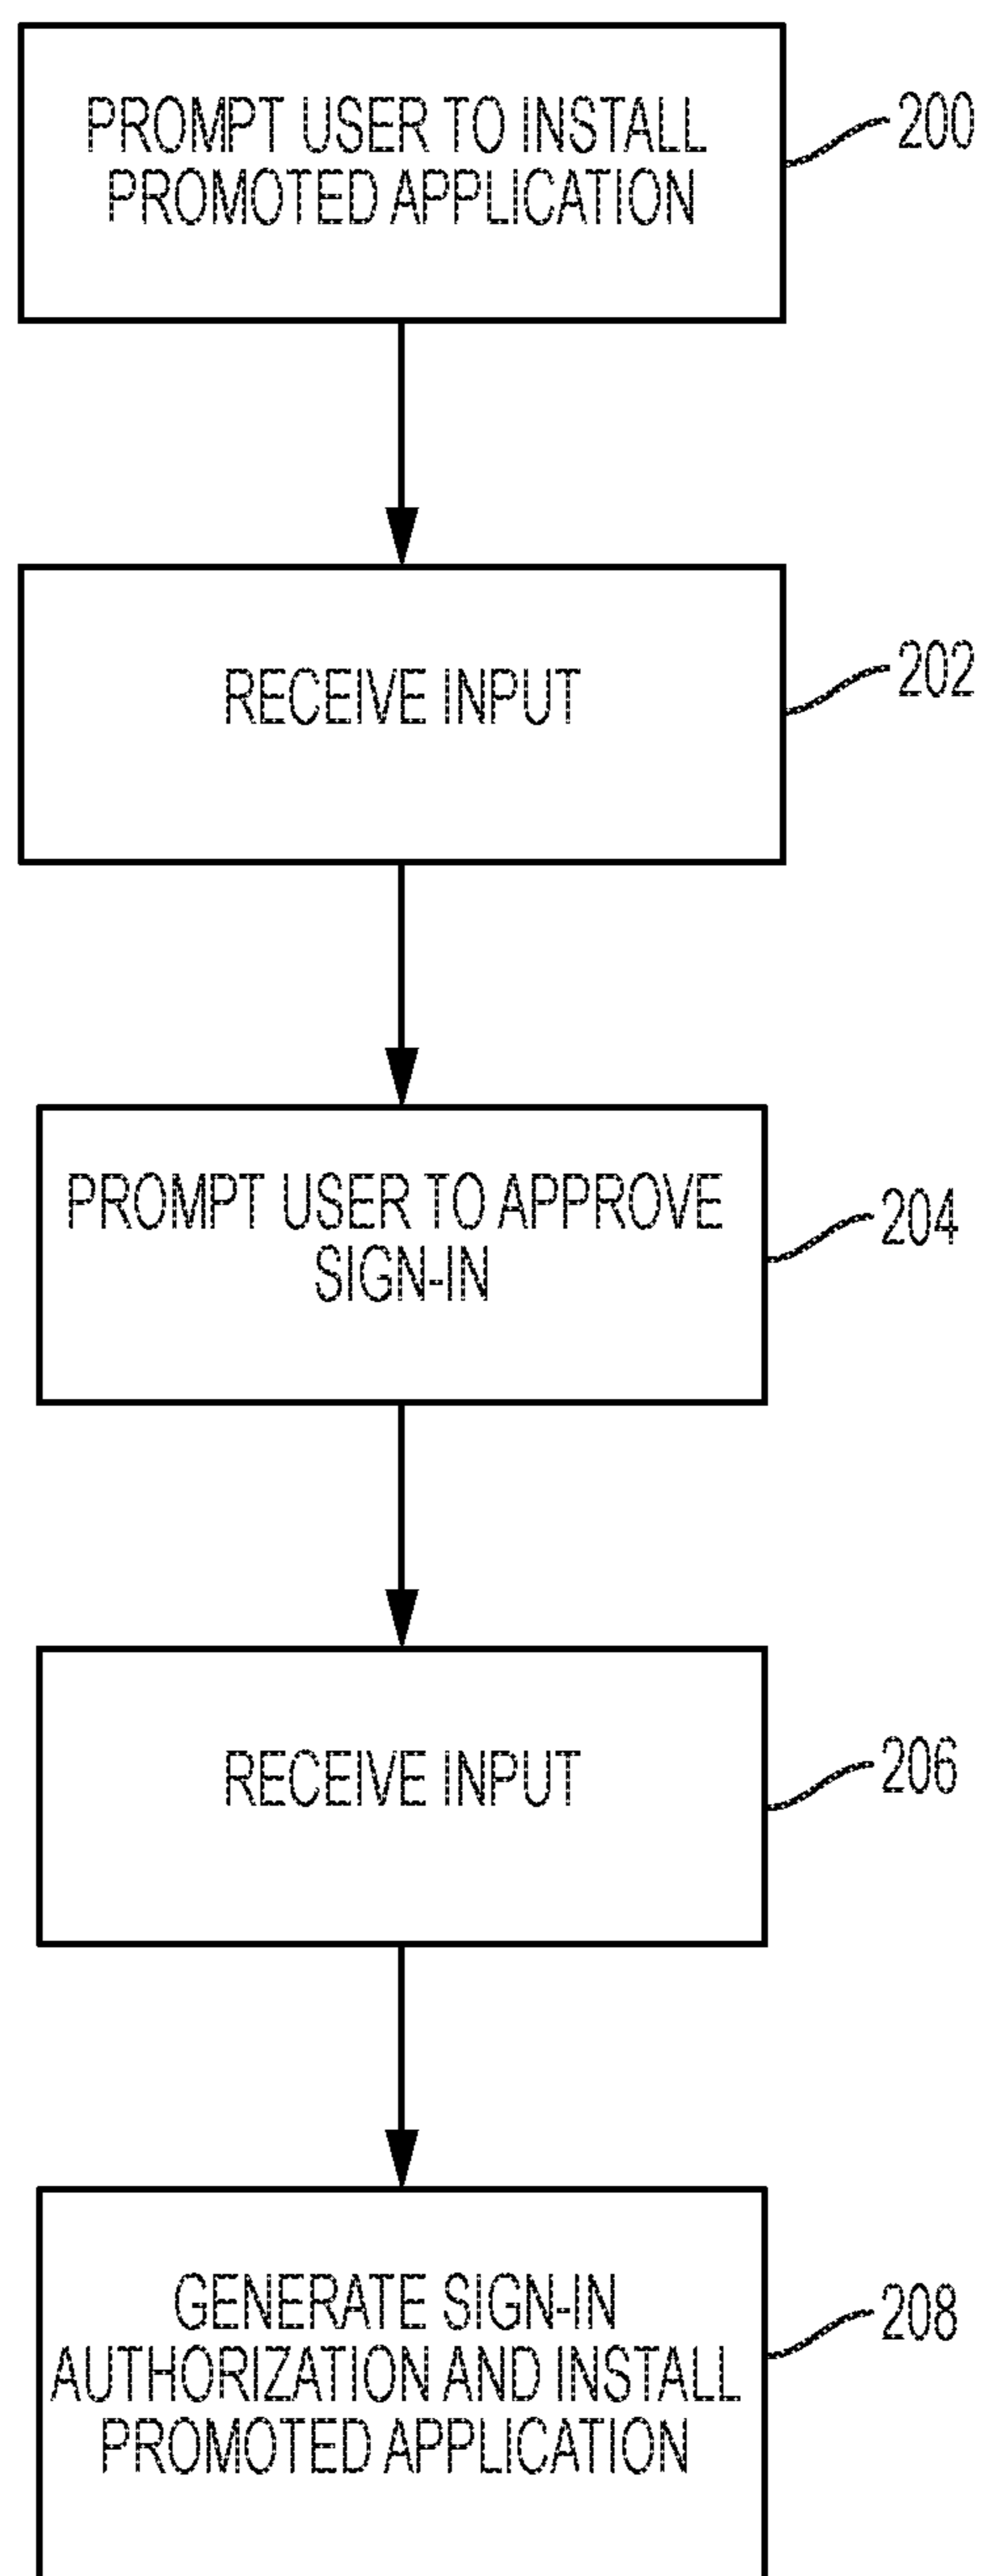 PROMPT USER TO INSTALL
PROMOTED APPLICATION
200
RECEIVE INPUT
202
PROMPT USER TO APPROVE
SIGN-IN
204
RECEIVE INPUT
206
GENERATE SIGN-IN
AUTHORIZATION AND INSTALL
PROMOTED APPLICATION
208